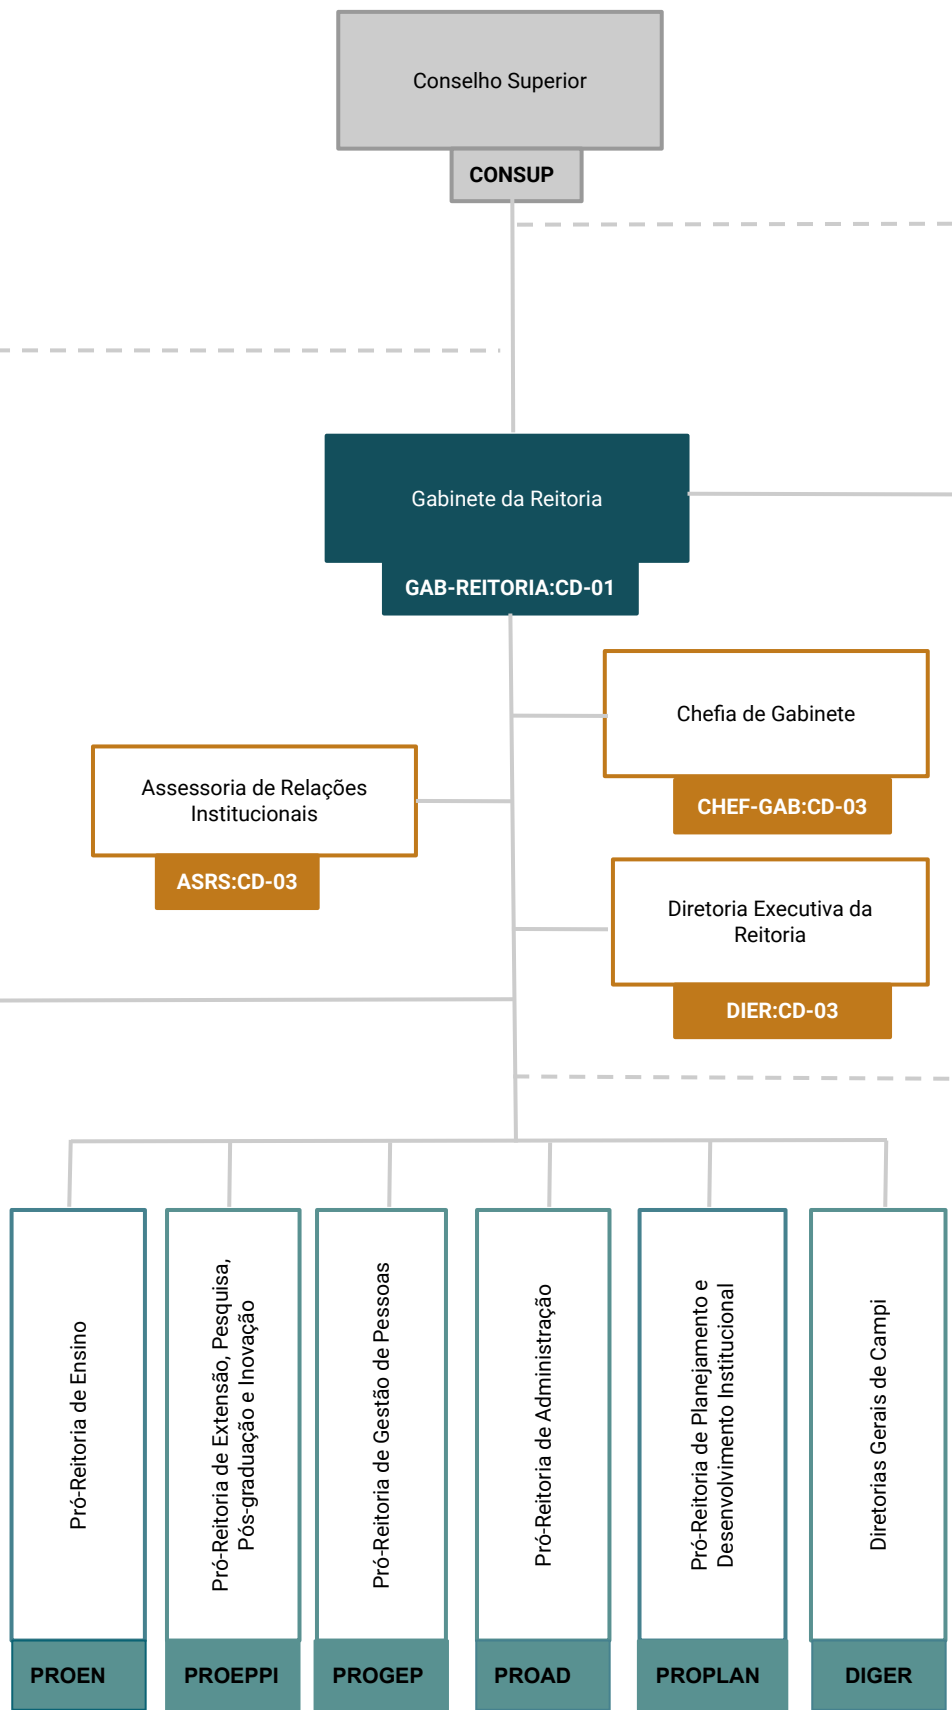 Conselho Superior
CONSUP
Gabinete da Reitoria
GAB-REITORIA:CD-01
Chefia de Gabinete
CHEF-GAB:CD-03
Assessoria de Relações
Institucionais
ASRS:CD-03
Diretoria Executiva da
Reitoria
DIER:CD-03
Pró-Reitoria de Ensino
PROEN
Pró-Reitoria de Extensão, Pesquisa,
Pós-graduação e Inovação
PROEPPI
Pró-Reitoria de Gestão de Pessoas
PROGEP
Pró-Reitoria de Administração
PROAD
Pró-Reitoria de Planejamento e
Desenvolvimento Institucional
PROPLAN
Diretorias Gerais de Campi
DIGER